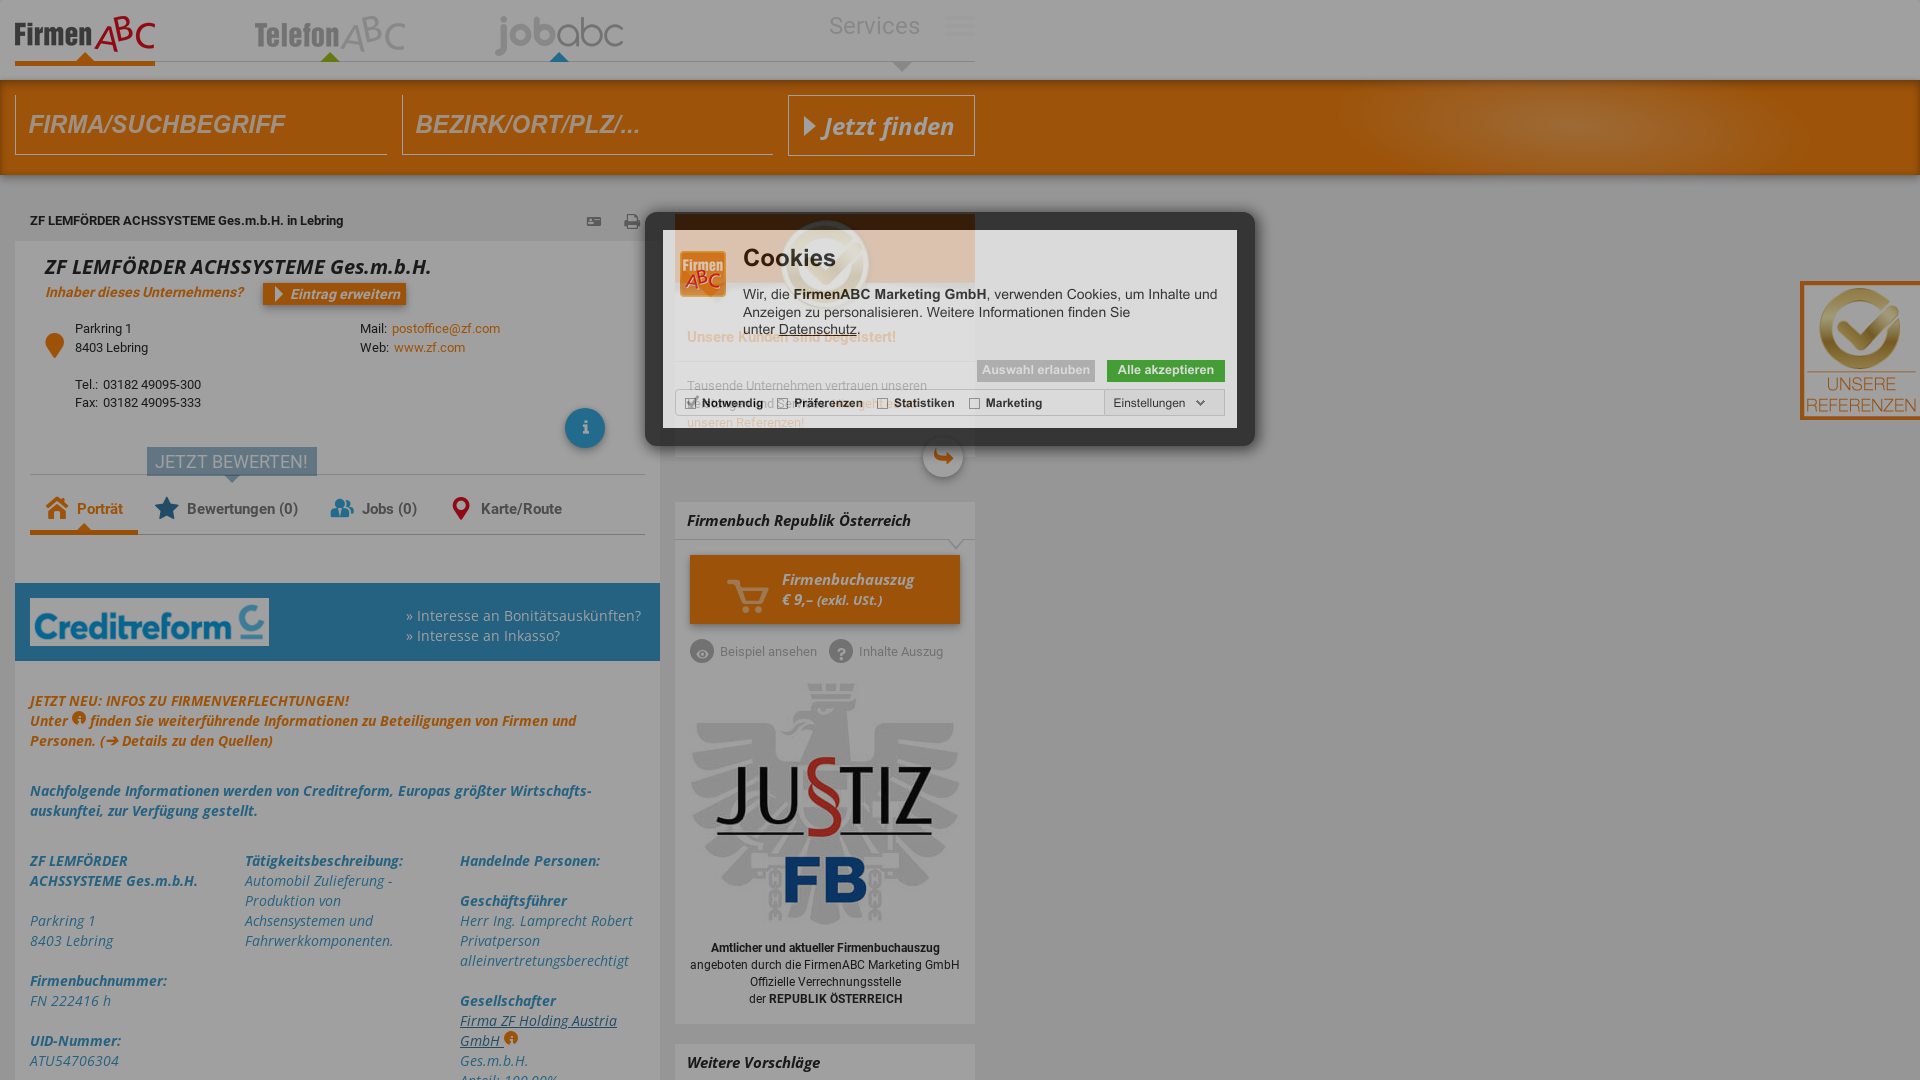 Firmen ABC
Telefon ABC
jobabc
Services
FIRMA/SUCHBEGRIFF
BEZIRK/ORT/PLZ/...
Jetzt finden
ZF LEMFÖRDER ACHSSYSTEME Ges.m.b.H. in Lebring
ZF LEMFÖRDER ACHSSYSTEME Ges.m.b.H.
Inhaber dieses Unternehmens?
Eintrag erweitern
Parkring 1
8403 Lebring
Tel.: 03182 49095-300
Fax: 03182 49095-333
Mail: postoffice@zf.com
Web: www.zf.com
JETZT BEWERTEN!
Porträt
Bewertungen (0)
Jobs (0)
Karte/Route
Creditreform
» Interesse an Bonitätsauskünften?
» Interesse an Inkasso?
JETZT NEU: INFOS ZU FIRMENVERFLECHTUNGEN!
Unter finden Sie weiterführende Informationen zu Beteiligungen von Firmen und
Personen. (➔ Details zu den Quellen)
Nachfolgende Informationen werden von Creditreform, Europas größter Wirtschafts-
auskunftei, zur Verfügung gestellt.
ZF LEMFÖRDER
ACHSSYSTEME Ges.m.b.H.
Parkring 1
8403 Lebring
Firmenbuchnummer:
FN 222416 h
UID-Nummer:
ATU54706304
Tätigkeitsbeschreibung:
Automobil Zulieferung -
Produktion von
Achsensystemen und
Fahrwerkkomponenten.
Handelnde Personen:
Geschäftsführer
Herr Ing. Lamprecht Robert
Privatperson
alleinvertretungsberechtigt
Gesellschafter
Firma ZF Holding Austria
GmbH
Ges.m.b.H.
Anteil: 100,00%
Firmen
ABC
Cookies
Wir, die FirmenABC Marketing GmbH, verwenden Cookies, um Inhalte und
Anzeigen zu personalisieren. Weitere Informationen finden Sie
unter Datenschutz.
Unsere Kunden sind begeistert!
Auswahl erlauben
Alle akzeptieren
Tausende Unternehmen vertrauen unseren
Notwendig
Präferenzen
Statistiken
Marketing
Einstellungen
unseren Referenzen!
UNSERE
REFERENZEN
Firmenbuch Republik Österreich
Firmenbuchauszug
€ 9,– (exkl. USt.)
Beispiel ansehen
Inhalte Auszug
JU§TIZ
FB
Amtlicher und aktueller Firmenbuchauszug
angeboten durch die FirmenABC Marketing GmbH
Offizielle Verrechnungsstelle
der REPUBLIK ÖSTERREICH
Weitere Vorschläge